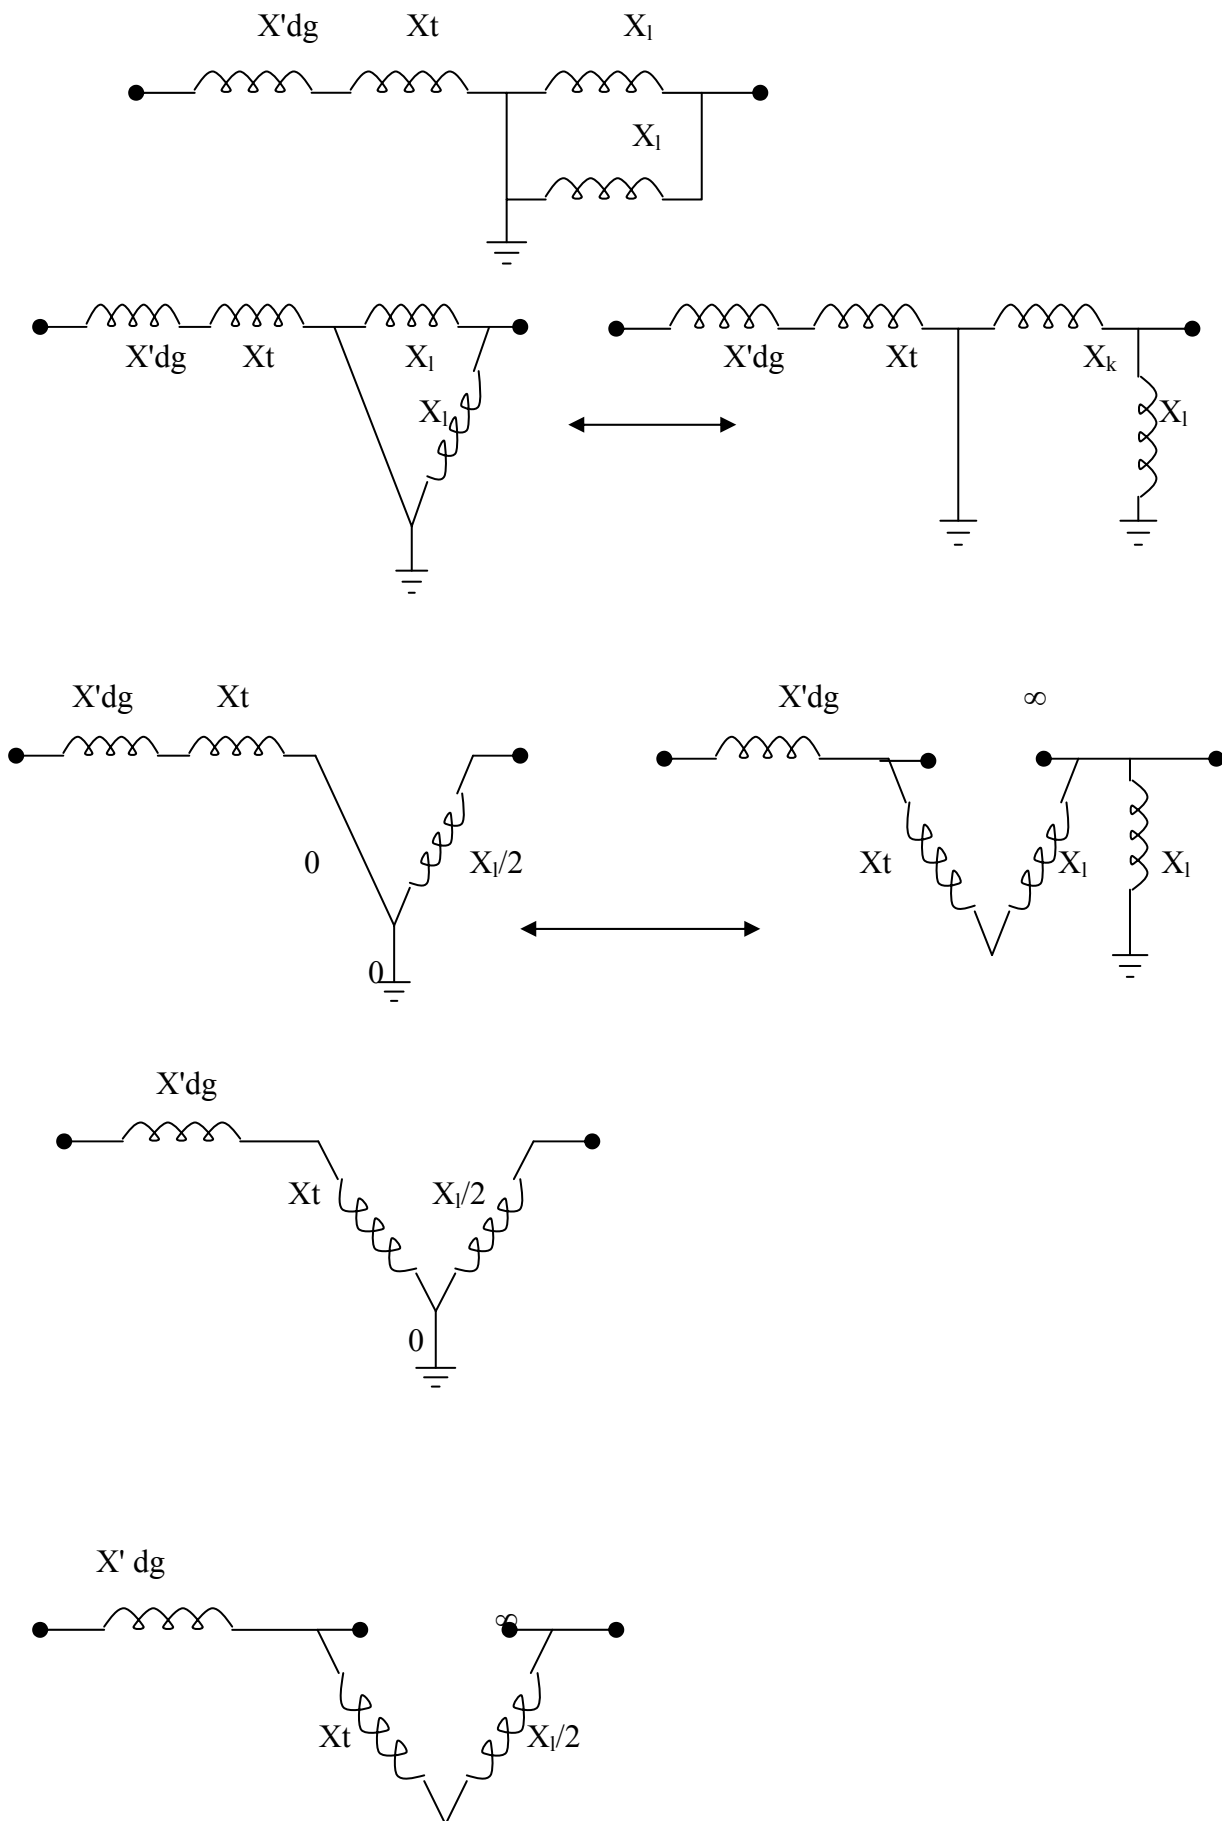 X'dg Xt Xₗ
Xₗ
X'dg Xt Xₗ X'dg Xt Xₖ
Xₗ Xₗ
X'dg Xt X'dg ∞
0 Xₗ/2 Xt Xₗ Xₗ
0
X'dg
Xt Xₗ/2
0
X' dg
∞
Xt Xₗ/2